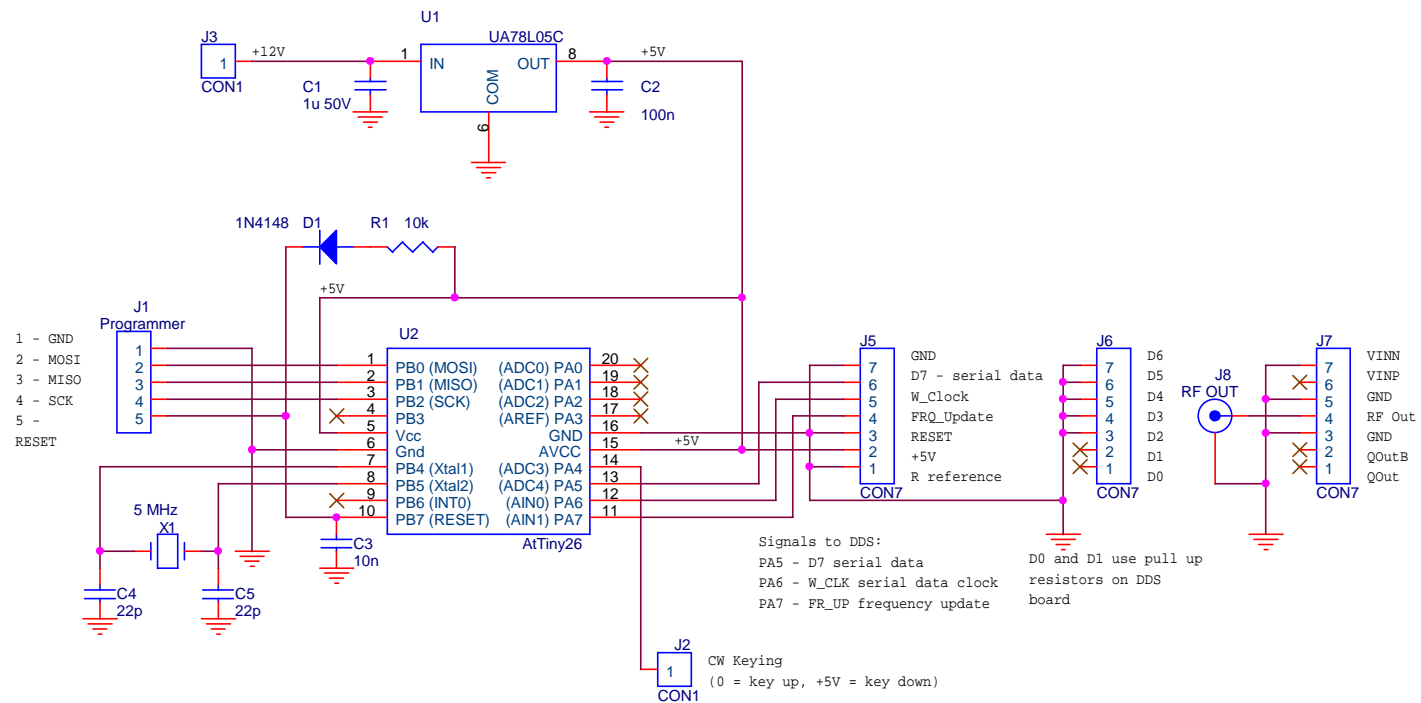 U1
J3
+12V
1
UA78L05C
8
+5V
1
IN
OUT
CON1
C1
1u 50V
COM
6
C2
100n
1N4148
D1
R1
10k
+5V
J1
Programmer
1 - GND
2 - MOSI
3 - MISO
4 - SCK
5 -
RESET
1
2
3
4
5
U2
1
PB0 (MOSI)
(ADC0) PA0
20
2
PB1 (MISO)
(ADC1) PA1
19
3
PB2 (SCK)
(ADC2) PA2
18
4
PB3
(AREF) PA3
17
5
Vcc
GND
16
6
Gnd
AVCC
15
+5V
7
PB4 (Xtal1)
(ADC3) PA4
14
8
PB5 (Xtal2)
(ADC4) PA5
13
9
PB6 (INT0)
(AIN0) PA6
12
10
PB7 (RESET)
(AIN1) PA7
11
AtTiny26
5 MHz
X1
C3
10n
C4
22p
C5
22p
J5
7
GND
6
D7 - serial data
5
W_Clock
4
FRQ_Update
3
RESET
2
+5V
1
R reference
CON7
J6
7
D6
6
D5
5
D4
4
D3
3
D2
2
D1
1
D0
CON7
J8
RF OUT
J7
7
VINN
6
VINP
5
GND
4
RF Out
3
GND
2
QOutB
1
QOut
CON7
Signals to DDS:
PA5 - D7 serial data
PA6 - W_CLK serial data clock
PA7 - FR_UP frequency update
D0 and D1 use pull up
resistors on DDS
board
J2
1
CON1
CW Keying
(0 = key up, +5V = key down)